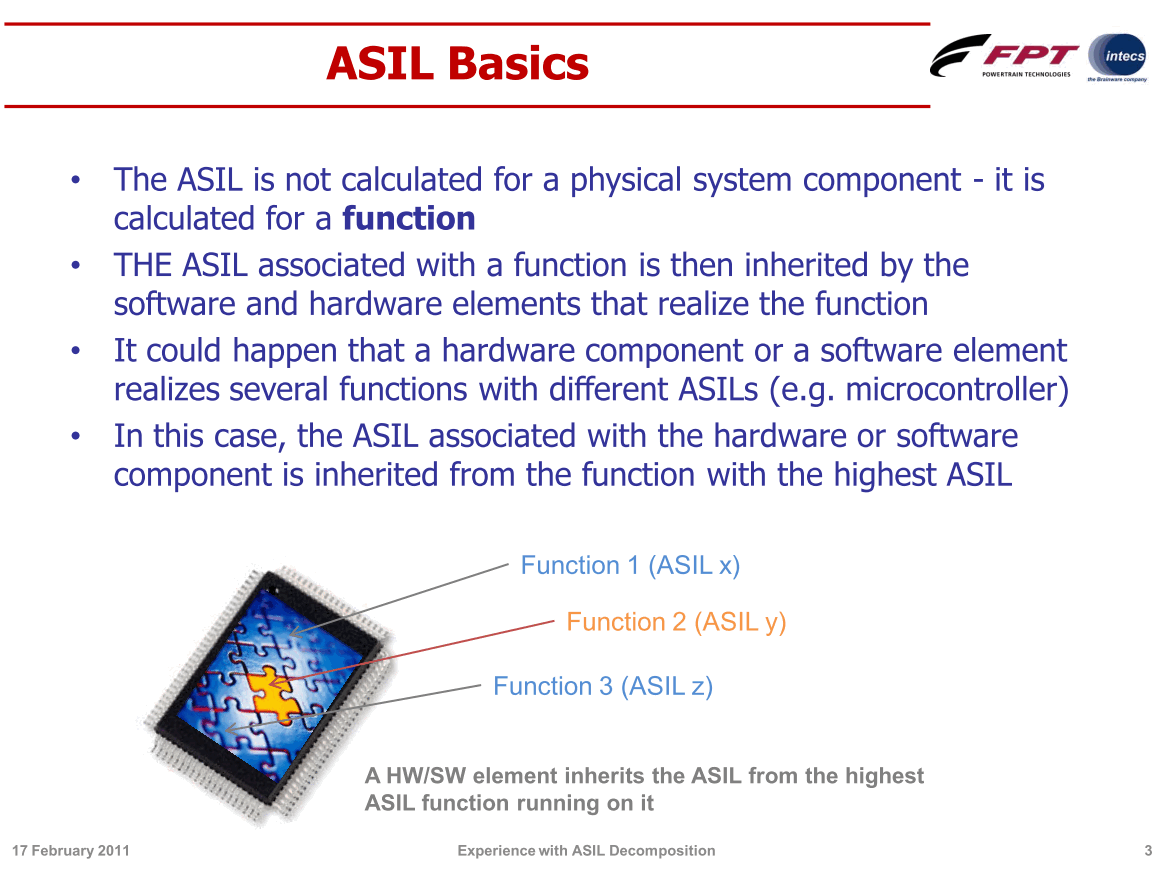 ASIL Basics
FPT
POWERTRAIN TECHNOLOGIES
intecs
the Brainware company
• The ASIL is not calculated for a physical system component - it is
calculated for a function
• THE ASIL associated with a function is then inherited by the
software and hardware elements that realize the function
• It could happen that a hardware component or a software element
realizes several functions with different ASILs (e.g. microcontroller)
• In this case, the ASIL associated with the hardware or software
component is inherited from the function with the highest ASIL
Function 1 (ASIL x)
Function 2 (ASIL y)
Function 3 (ASIL z)
A HW/SW element inherits the ASIL from the highest
ASIL function running on it
17 February 2011
Experience with ASIL Decomposition
3